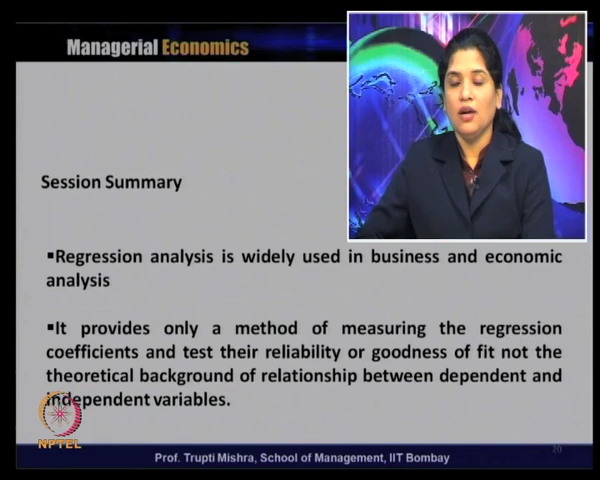 Managerial Economics
Session Summary
▪Regression analysis is widely used in business and economic
analysis
▪It provides only a method of measuring the regression
coefficients and test their reliability or goodness of fit not the
theoretical background of relationship between dependent and
independent variables.
NPTEL
Prof. Trupti Mishra, School of Management, IIT Bombay
20